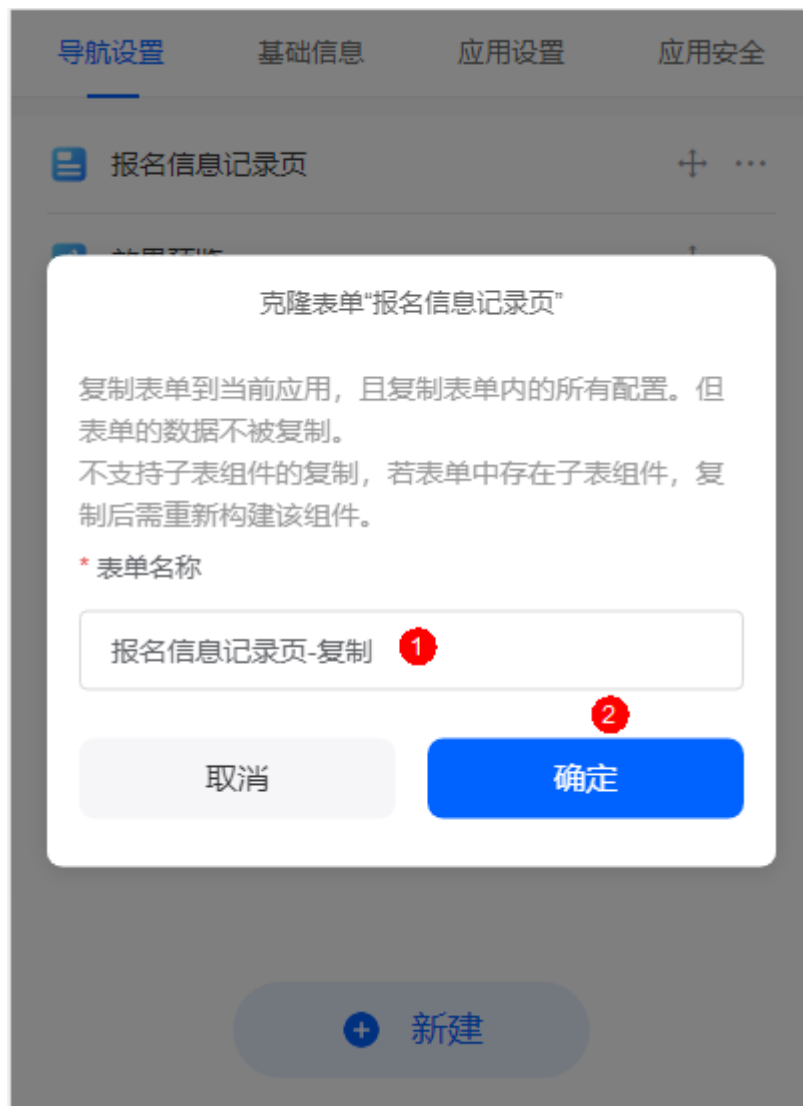 导航设置 基础信息 应用设置 应用安全
报名信息记录页
效果预览
克隆表单“报名信息记录页”
复制表单到当前应用，且复制表单内的所有配置。但
表单的数据不被复制。
不支持子表组件的复制，若表单中存在子表组件，复
制后需重新构建该组件。
* 表单名称
报名信息记录页-复制 1
2
取消 确定
新建